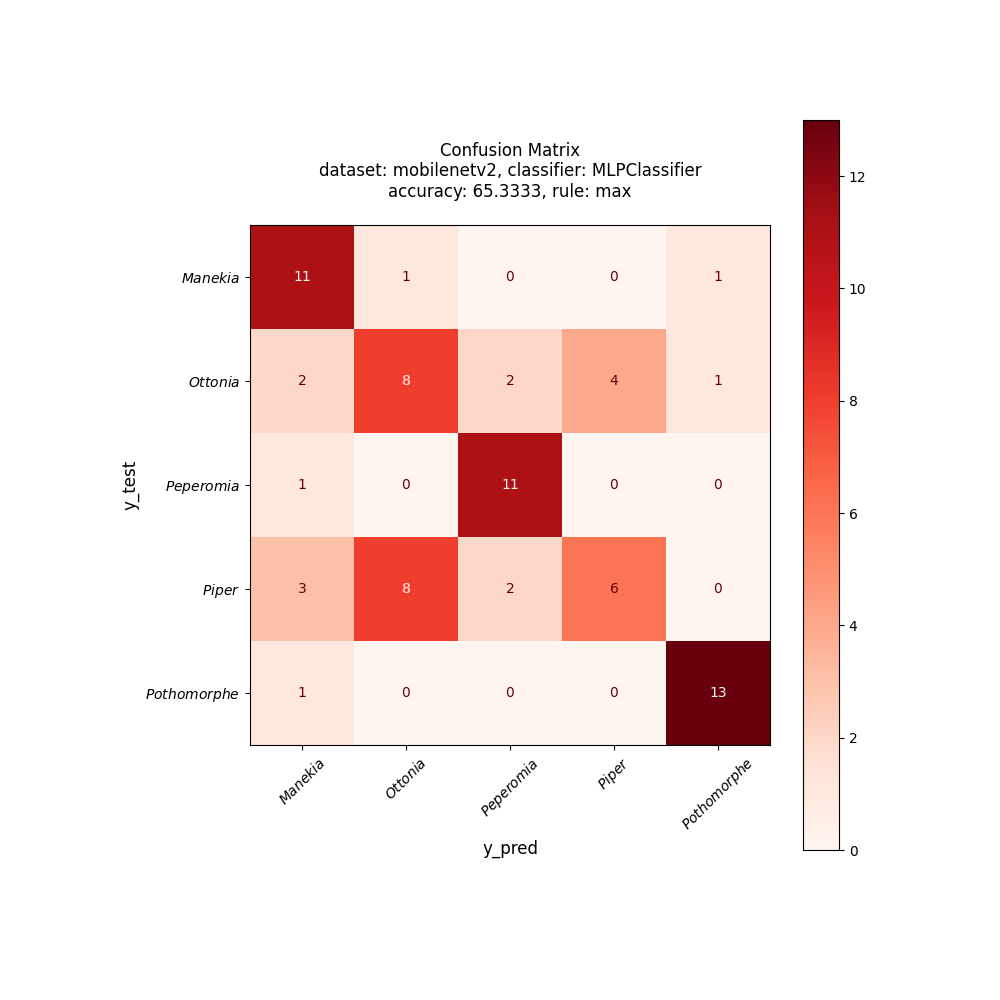 Confusion Matrix
dataset: mobilenetv2, classifier: MLPClassifier
accuracy: 65.3333, rule: max
Manekia 11 1 0 0 1
Ottonia 2 8 2 4 1
Peperomia 1 0 11 0 0
Piper 3 8 2 6 0
Pothomorphe 1 0 0 0 13
Manekia Ottonia Peperomia Piper Pothomorphe
y_pred
y_test
12
10
8
6
4
2
0